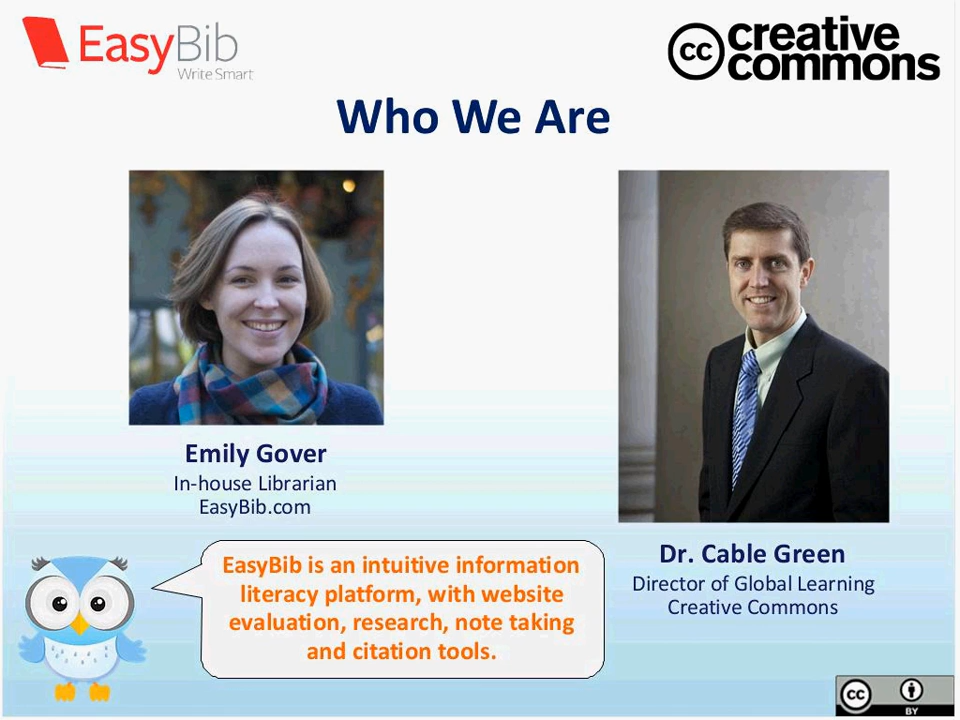 EasyBib
Write Smart
cc creative
commons
Who We Are
Emily Gover
In-house Librarian
EasyBib.com
Dr. Cable Green
Director of Global Learning
Creative Commons
EasyBib is an intuitive information
literacy platform, with website
evaluation, research, note taking
and citation tools.
cc
BY